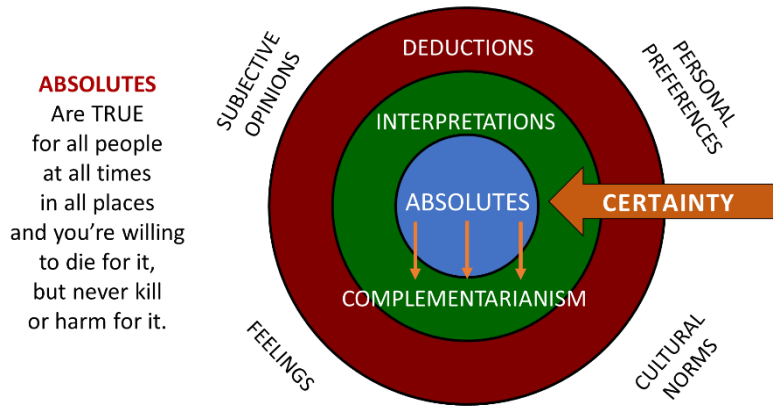 ABSOLUTES
Are TRUE
for all people
at all times
in all places
and you're willing
to die for it,
but never kill
or harm for it.
SUBJECTIVE
OPINIONS
DEDUCTIONS
PERSONAL
PREFERENCES
INTERPRETATIONS
ABSOLUTES
CERTAINTY
COMPLEMENTARIANISM
FEELINGS
CULTURAL
NORMS